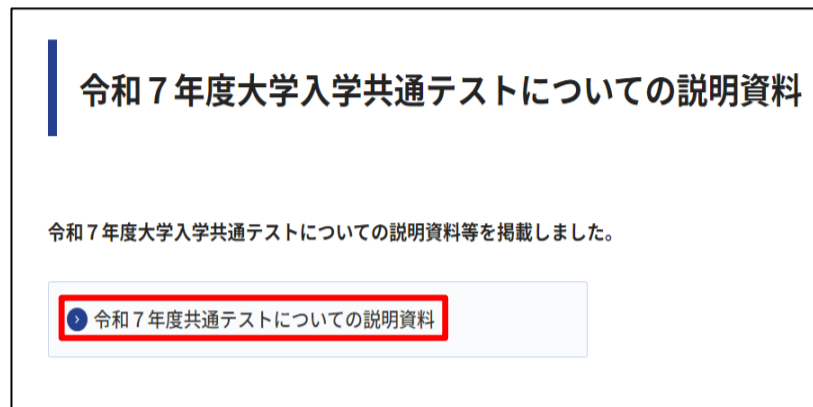 令和７年度大学入学共通テストについての説明資料
令和７年度大学入学共通テストについての説明資料等を掲載しました。
令和７年度共通テストについての説明資料